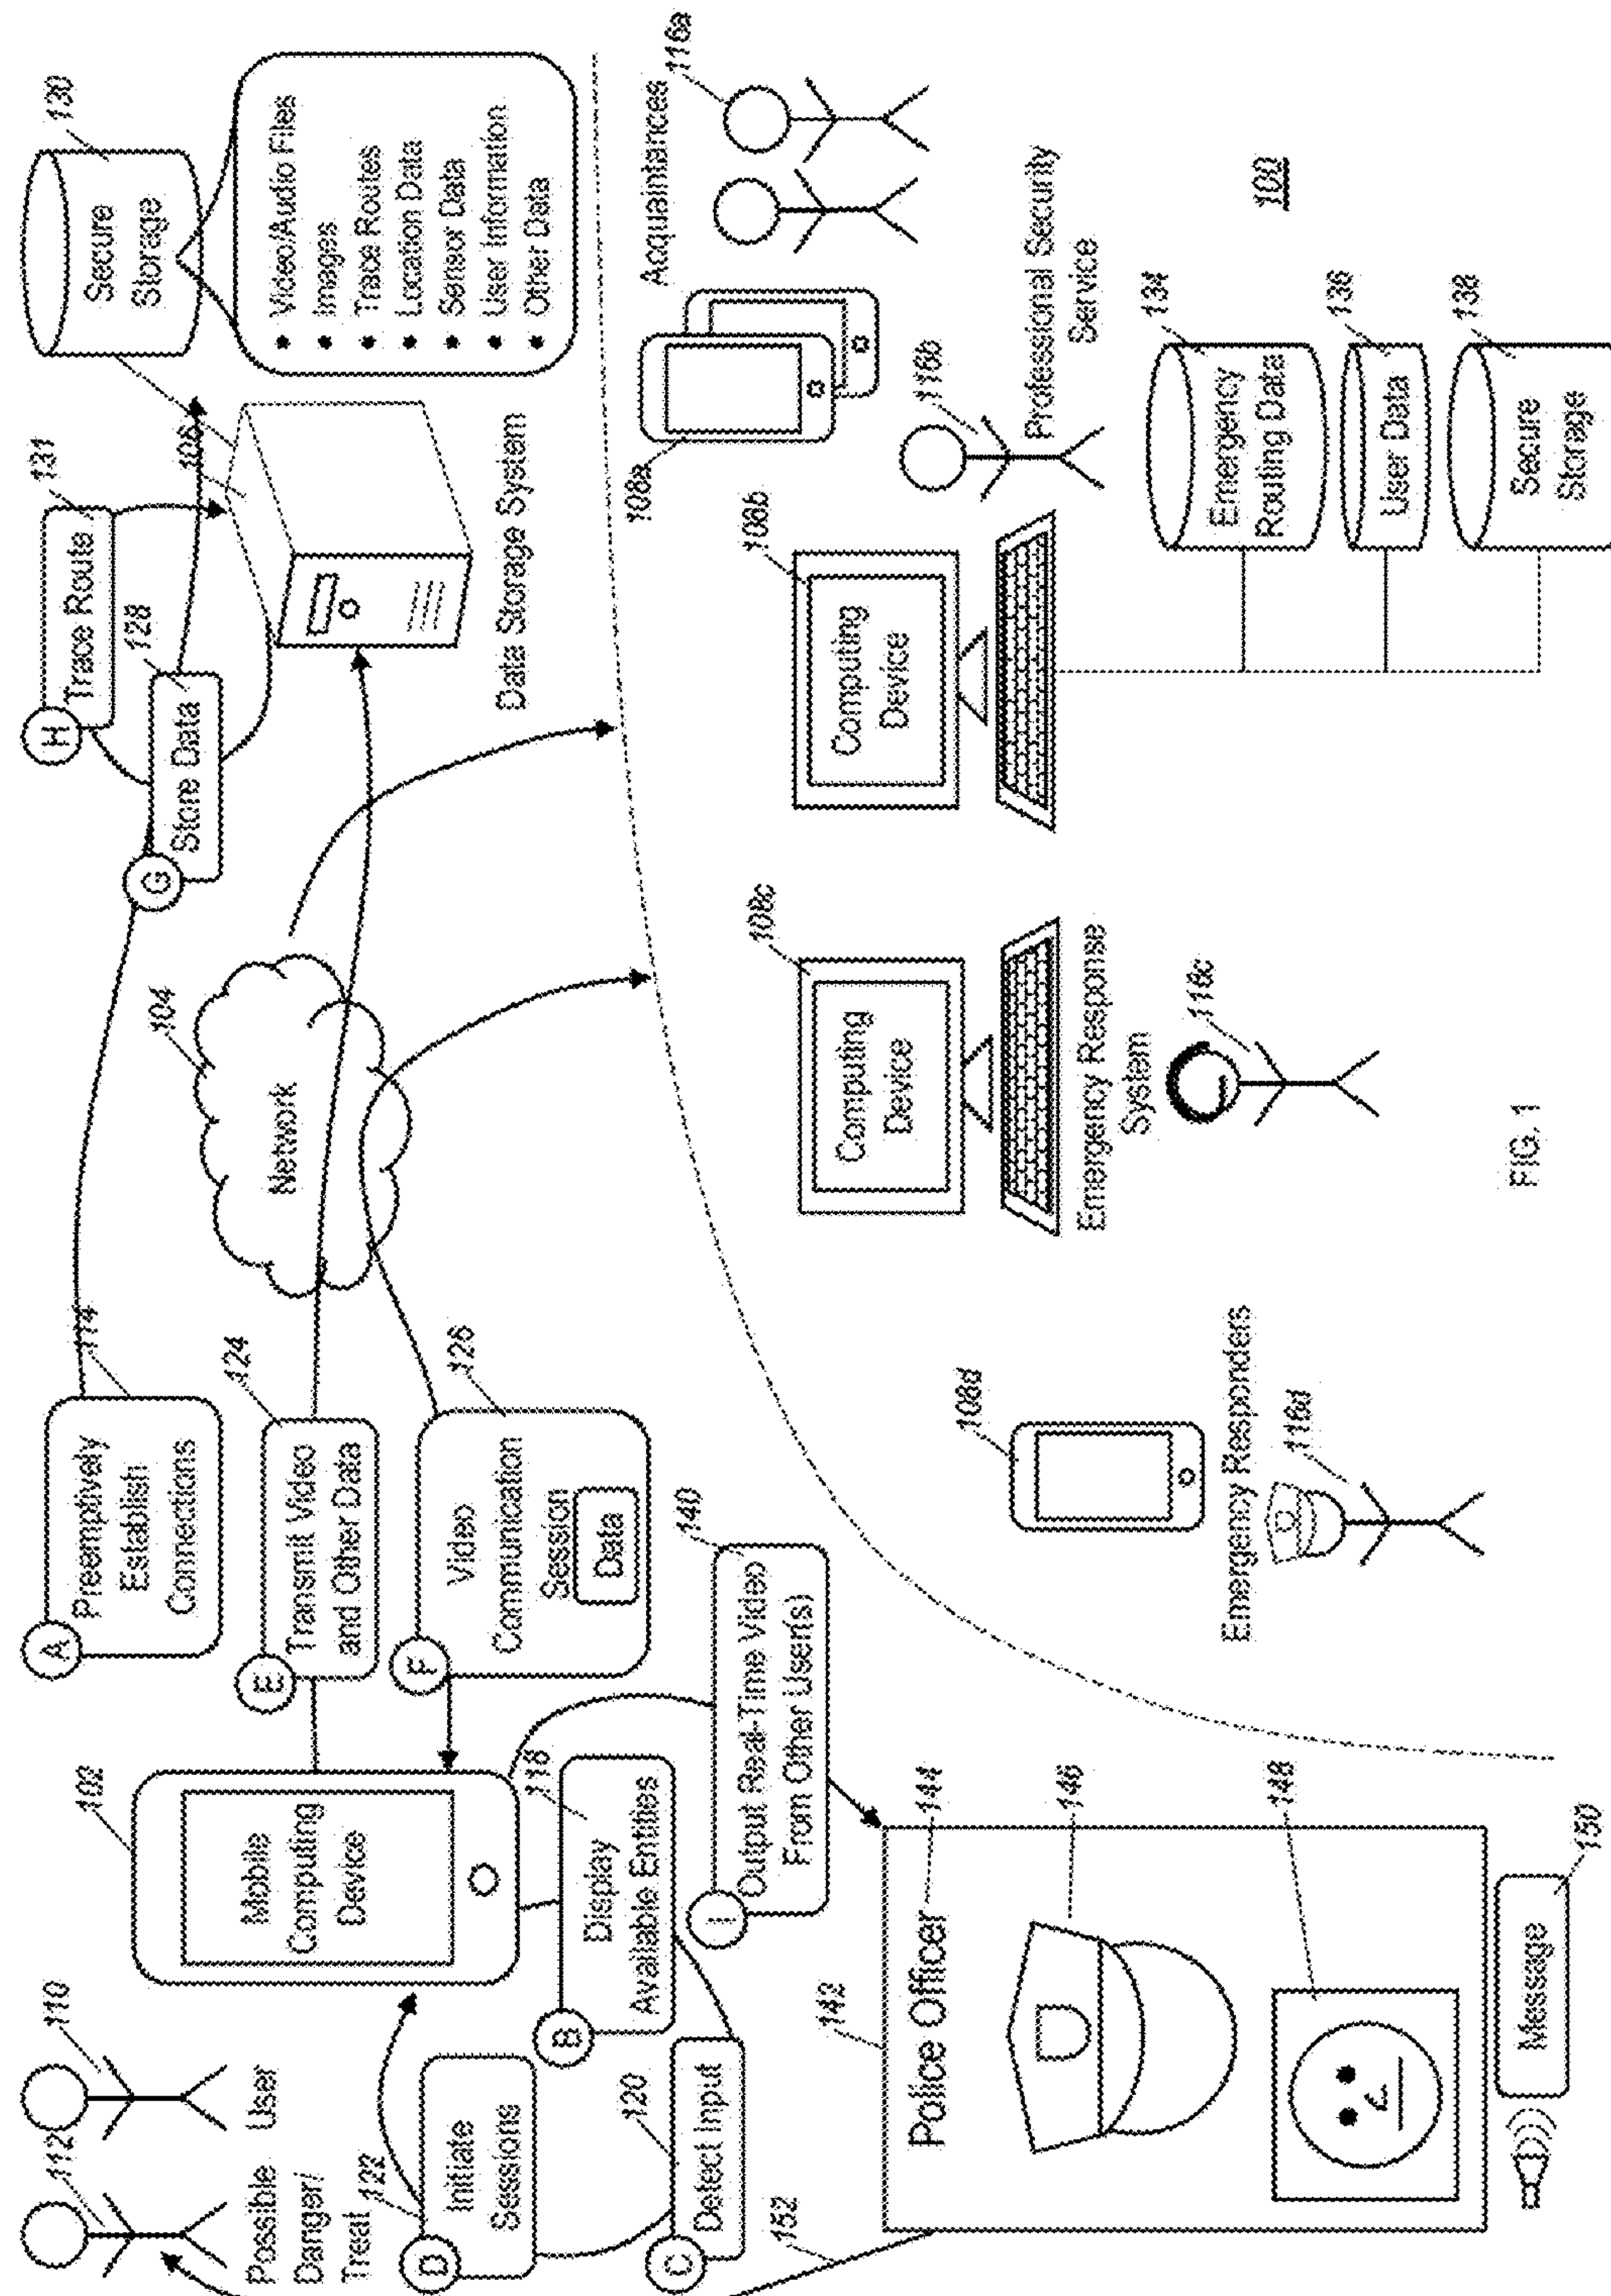 112
110
Possible
Danger/
Treat
User
102
Mobile
Computing
Device
A
Preemptively
Establish
Connections
114
E
Transmit Video
and Other Data
124
F
Video
Communication
Session
Data
126
104
Network
G
Store Data
128
H
Trace Route
131
106
Data Storage System
130
Secure
Storage
• Video/Audio Files
• Images
• Trace Routes
• Location Data
• Sensor Data
• User Information
• Other Data
D
Initiate
Sessions
122
B
Display
Available Entities
118
C
Detect Input
120
I
Output Real-Time Video
From Other User(s)
140
152
142
Police Officer
144
146
148
Message
150
108d
Emergency Responders
116d
108c
Computing
Device
Emergency Response
System
116c
108b
Computing
Device
116b
Professional Security
Service
108a
Acquaintances
116a
Emergency
Routing Data
134
User Data
136
Secure
Storage
138
100
FIG. 1